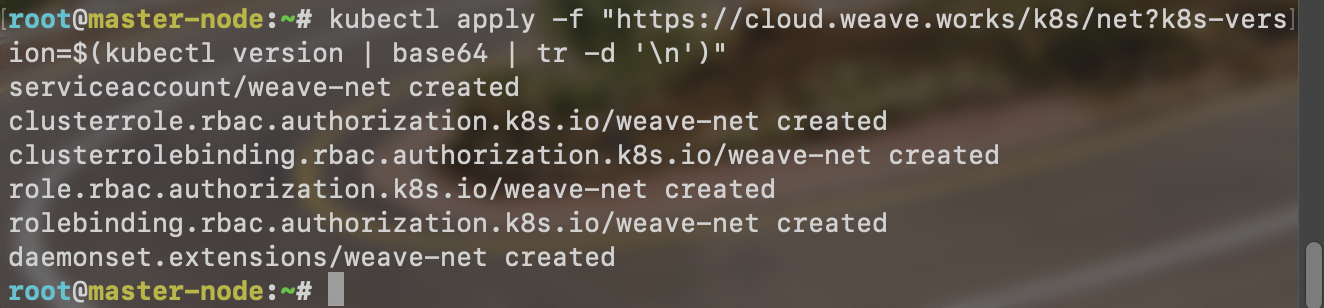 [root@master-node:~# kubectl apply -f "https://cloud.weave.works/k8s/net?k8s-vers]
ion=$(kubectl version | base64 | tr -d '\n')"
serviceaccount/weave-net created
clusterrole.rbac.authorization.k8s.io/weave-net created
clusterrolebinding.rbac.authorization.k8s.io/weave-net created
role.rbac.authorization.k8s.io/weave-net created
rolebinding.rbac.authorization.k8s.io/weave-net created
daemonset.extensions/weave-net created
root@master-node:~#